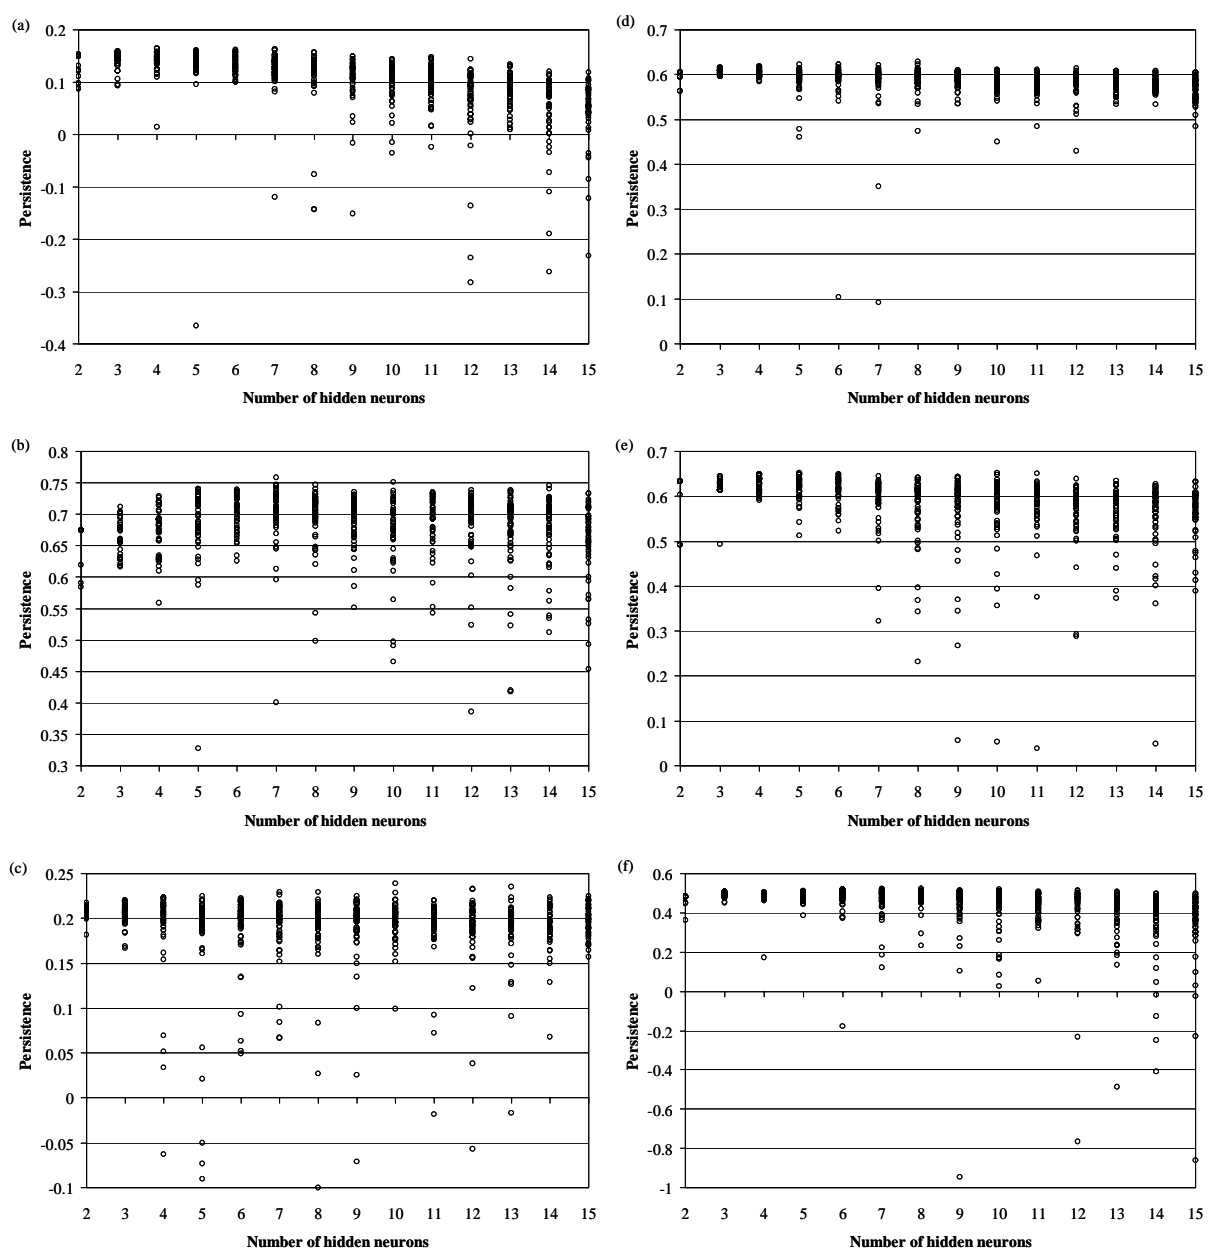 (a)
0.2
0.1
0
-0.1
-0.2
-0.3
-0.4
Persistence
2 3 4 5 6 7 8 9 10 11 12 13 14 15
Number of hidden neurons
(d)
0.7
0.6
0.5
0.4
0.3
0.2
0.1
0
Persistence
2 3 4 5 6 7 8 9 10 11 12 13 14 15
Number of hidden neurons
(b)
0.8
0.75
0.7
0.65
0.6
0.55
0.5
0.45
0.4
0.35
0.3
Persistence
2 3 4 5 6 7 8 9 10 11 12 13 14 15
Number of hidden neurons
(e)
0.7
0.6
0.5
0.4
0.3
0.2
0.1
0
Persistence
2 3 4 5 6 7 8 9 10 11 12 13 14 15
Number of hidden neurons
(c)
0.25
0.2
0.15
0.1
0.05
0
-0.05
-0.1
Persistence
2 3 4 5 6 7 8 9 10 11 12 13 14 15
Number of hidden neurons
(f)
0.6
0.4
0.2
0
-0.2
-0.4
-0.6
-0.8
-1
Persistence
2 3 4 5 6 7 8 9 10 11 12 13 14 15
Number of hidden neurons